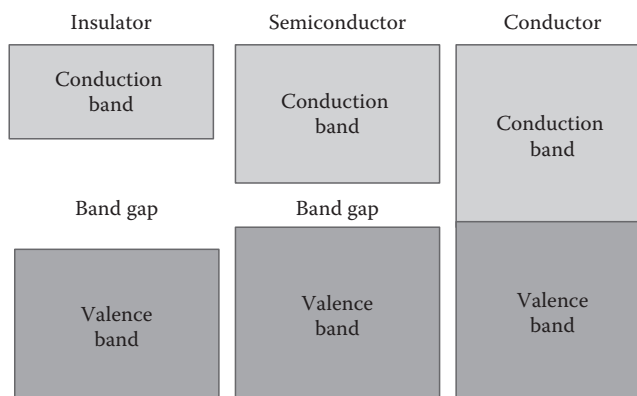 Insulator
Semiconductor
Conductor
Conduction
band
Conduction
band
Conduction
band
Band gap
Band gap
Valence
band
Valence
band
Valence
band